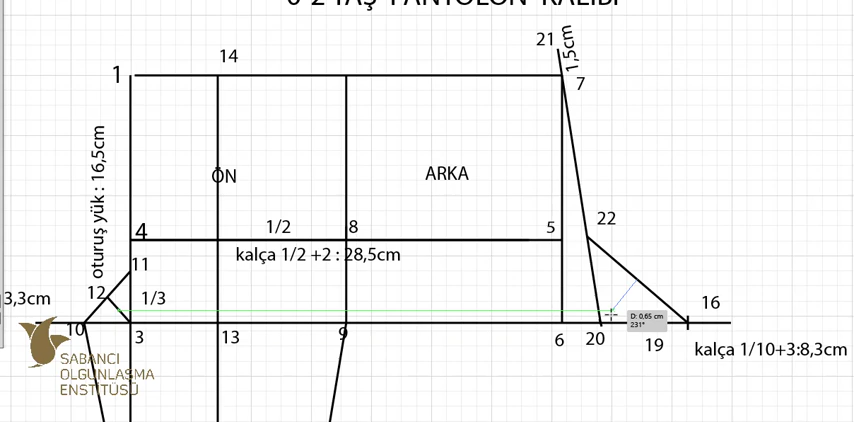 6-2 YAŞ PANTOLON KALIBI
21
1,5cm
14
1
7
oturuş yük : 16,5cm
ÖN
ARKA
22
4
1/2
8
5
kalça 1/2 +2 : 28,5cm
11
12
1/3
3,3cm
16
D: 0,65 cm
231°
10
3
13
9
6
20
19
kalça 1/10+3:8,3cm
SABANCI
OLGUNLAŞMA
ENSTİTÜSÜ